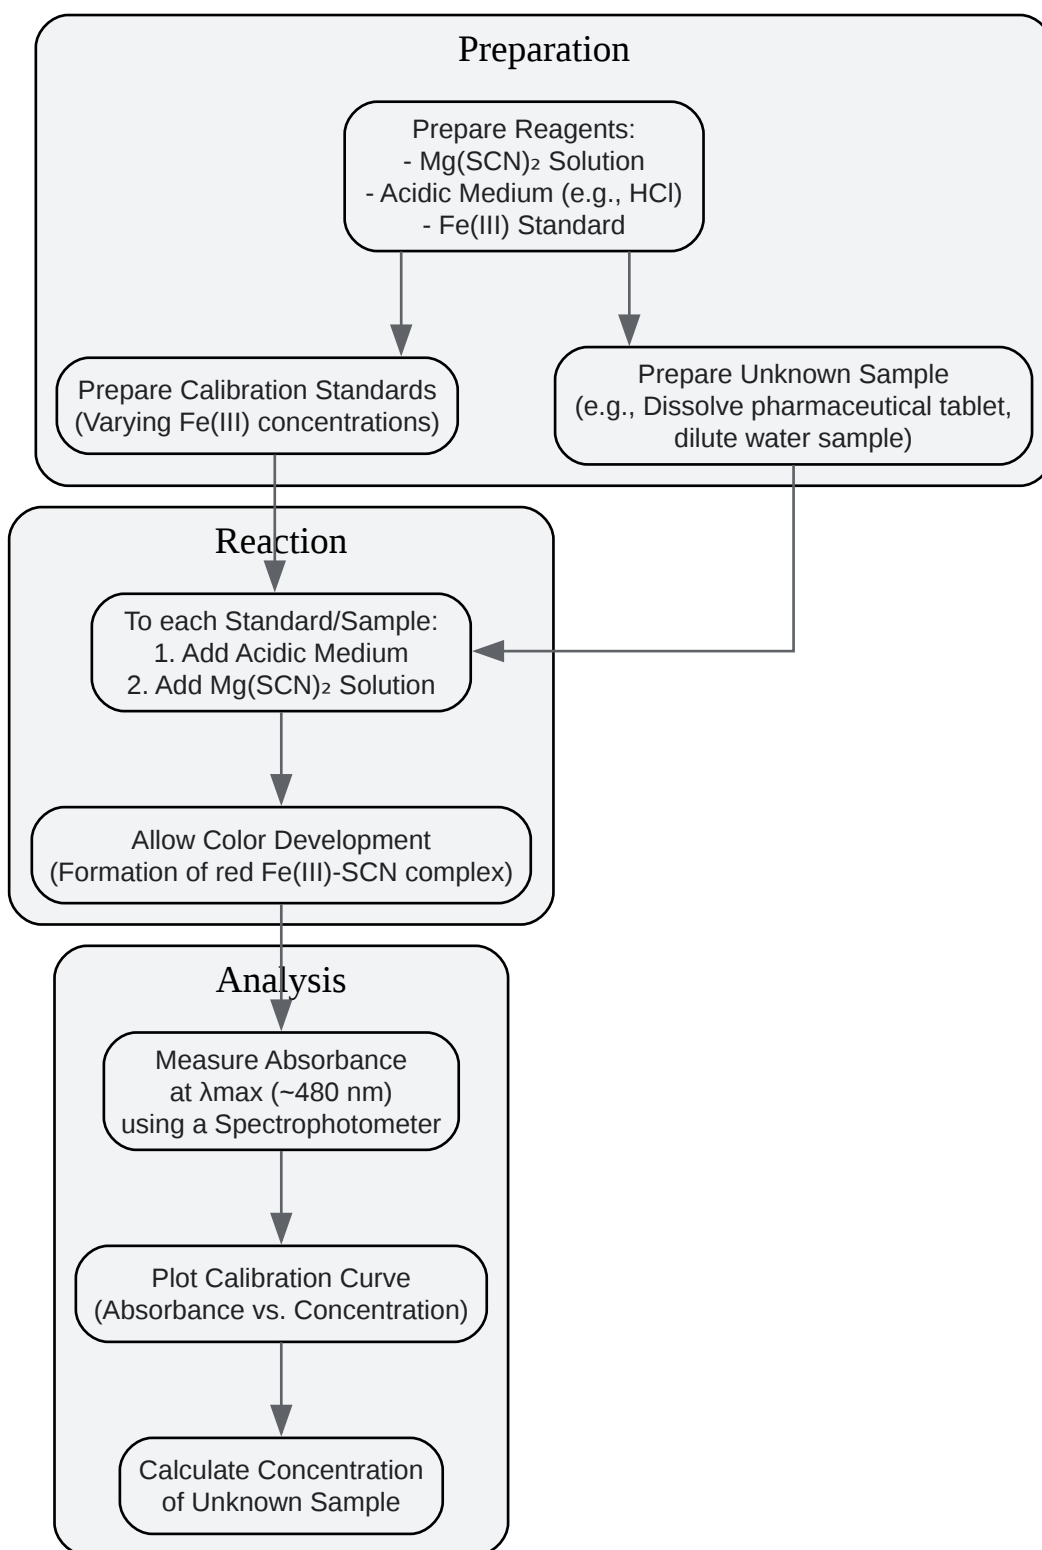 Preparation
Prepare Reagents:
- Mg(SCN)₂ Solution
- Acidic Medium (e.g., HCl)
- Fe(III) Standard
Prepare Calibration Standards
(Varying Fe(III) concentrations)
Prepare Unknown Sample
(e.g., Dissolve pharmaceutical tablet,
dilute water sample)
Reaction
To each Standard/Sample:
1. Add Acidic Medium
2. Add Mg(SCN)₂ Solution
Allow Color Development
(Formation of red Fe(III)-SCN complex)
Analysis
Measure Absorbance
at λmax (~480 nm)
using a Spectrophotometer
Plot Calibration Curve
(Absorbance vs. Concentration)
Calculate Concentration
of Unknown Sample